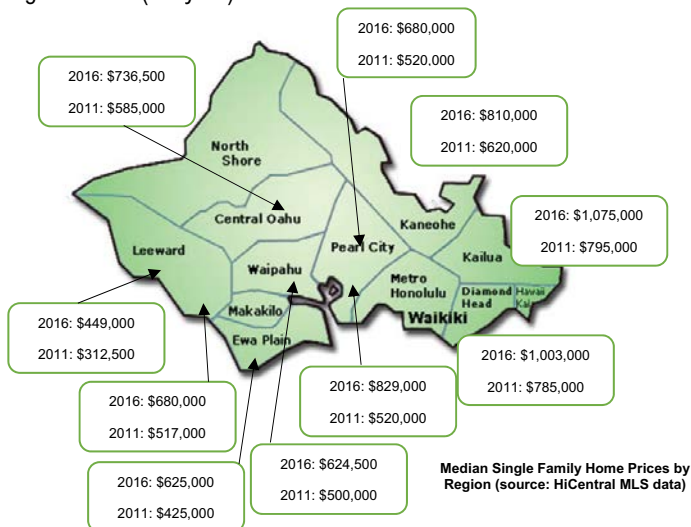 2016: $680,000
2011: $520,000
2016: $736,500
2011: $585,000
2016: $810,000
2011: $620,000
North
Shore
Central Oahu
Kaneohe
2016: $1,075,000
2011: $795,000
Leeward
Pearl City
Kailua
Waipahu
Metro
Honolulu
Diamond
Head
Makakilo
Waikiki
Ewa Plain
2016: $449,000
2011: $312,500
2016: $1,003,000
2011: $785,000
2016: $680,000
2011: $517,000
2016: $829,000
2011: $520,000
2016: $625,000
2011: $425,000
2016: $624,500
2011: $500,000
Median Single Family Home Prices by
Region (source: HiCentral MLS data)